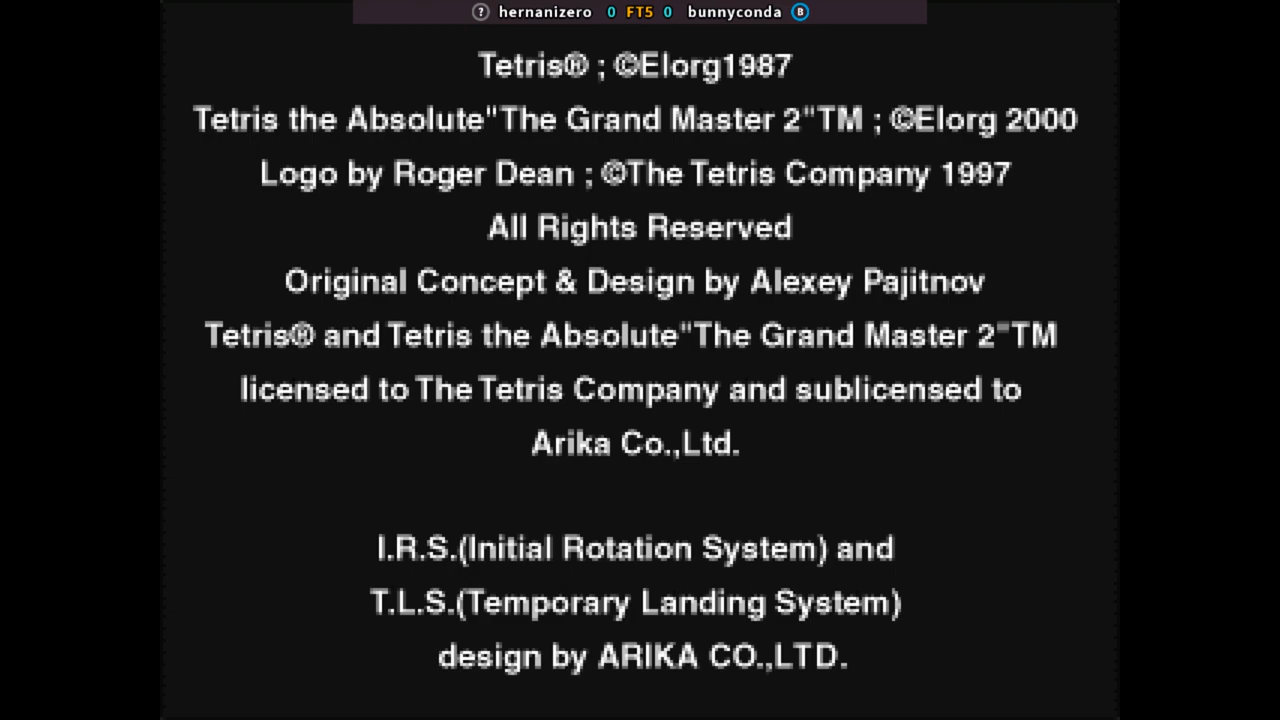 ? hernanizero 0 FT5 0 bunnyconda B
Tetris® ; ©Elorg1987
Tetris the Absolute"The Grand Master 2"TM ; ©Elorg 2000
Logo by Roger Dean ; ©The Tetris Company 1997
All Rights Reserved
Original Concept & Design by Alexey Pajitnov
Tetris® and Tetris the Absolute"The Grand Master 2"TM
licensed to The Tetris Company and sublicensed to
Arika Co.,Ltd.
I.R.S.(Initial Rotation System) and
T.L.S.(Temporary Landing System)
design by ARIKA CO.,LTD.